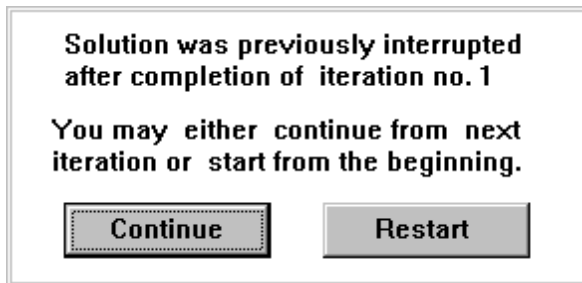 Solution was previously interrupted
after completion of iteration no. 1
You may either continue from next
iteration or start from the beginning.
Continue Restart